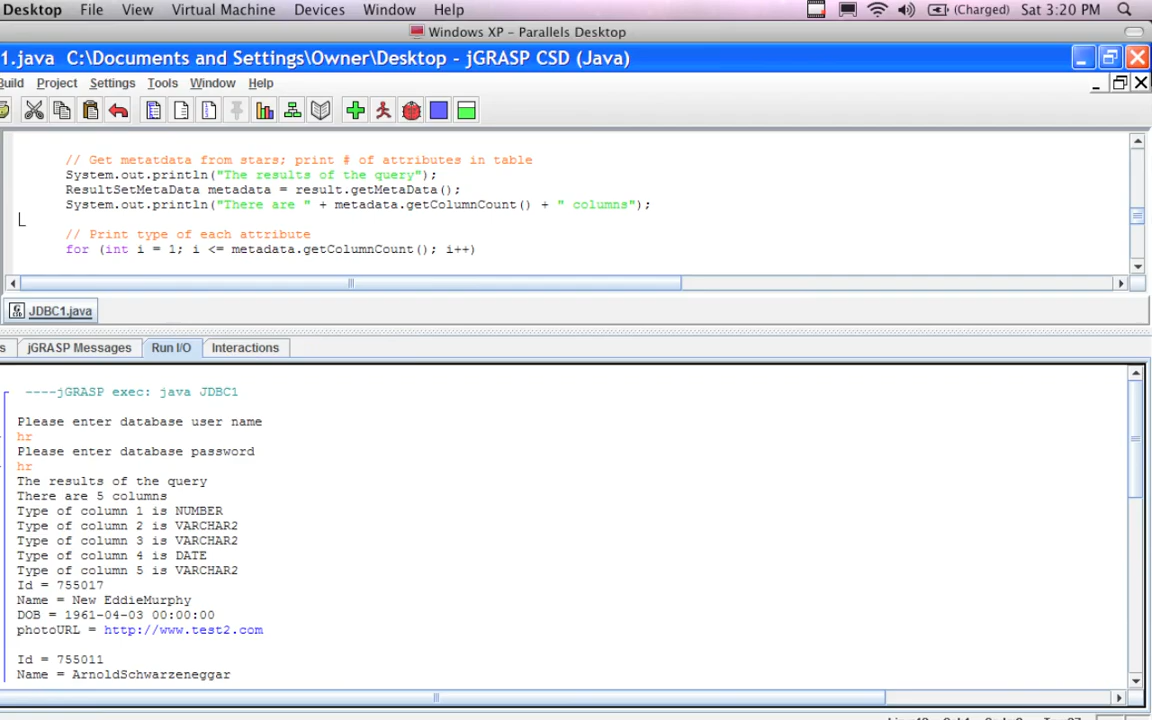 Desktop File View Virtual Machine Devices Window Help (Charged) Sat 3:20 PM
Windows XP - Parallels Desktop
1.java C:\Documents and Settings\Owner\Desktop - jGRASP CSD (Java)
Build Project Settings Tools Window Help
// Get metatdata from stars; print # of attributes in table
System.out.println("The results of the query");
ResultSetMetaData metadata = result.getMetaData();
System.out.println("There are " + metadata.getColumnCount() + " columns");
// Print type of each attribute
for (int i = 1; i <= metadata.getColumnCount(); i++)
JDBC1.java
s jGRASP Messages Run I/O Interactions
----jGRASP exec: java JDBC1
Please enter database user name
hr
Please enter database password
hr
The results of the query
There are 5 columns
Type of column 1 is NUMBER
Type of column 2 is VARCHAR2
Type of column 3 is VARCHAR2
Type of column 4 is DATE
Type of column 5 is VARCHAR2
Id = 755017
Name = New EddieMurphy
DOB = 1961-04-03 00:00:00
photoURL = http://www.test2.com
Id = 755011
Name = ArnoldSchwarzeneggar